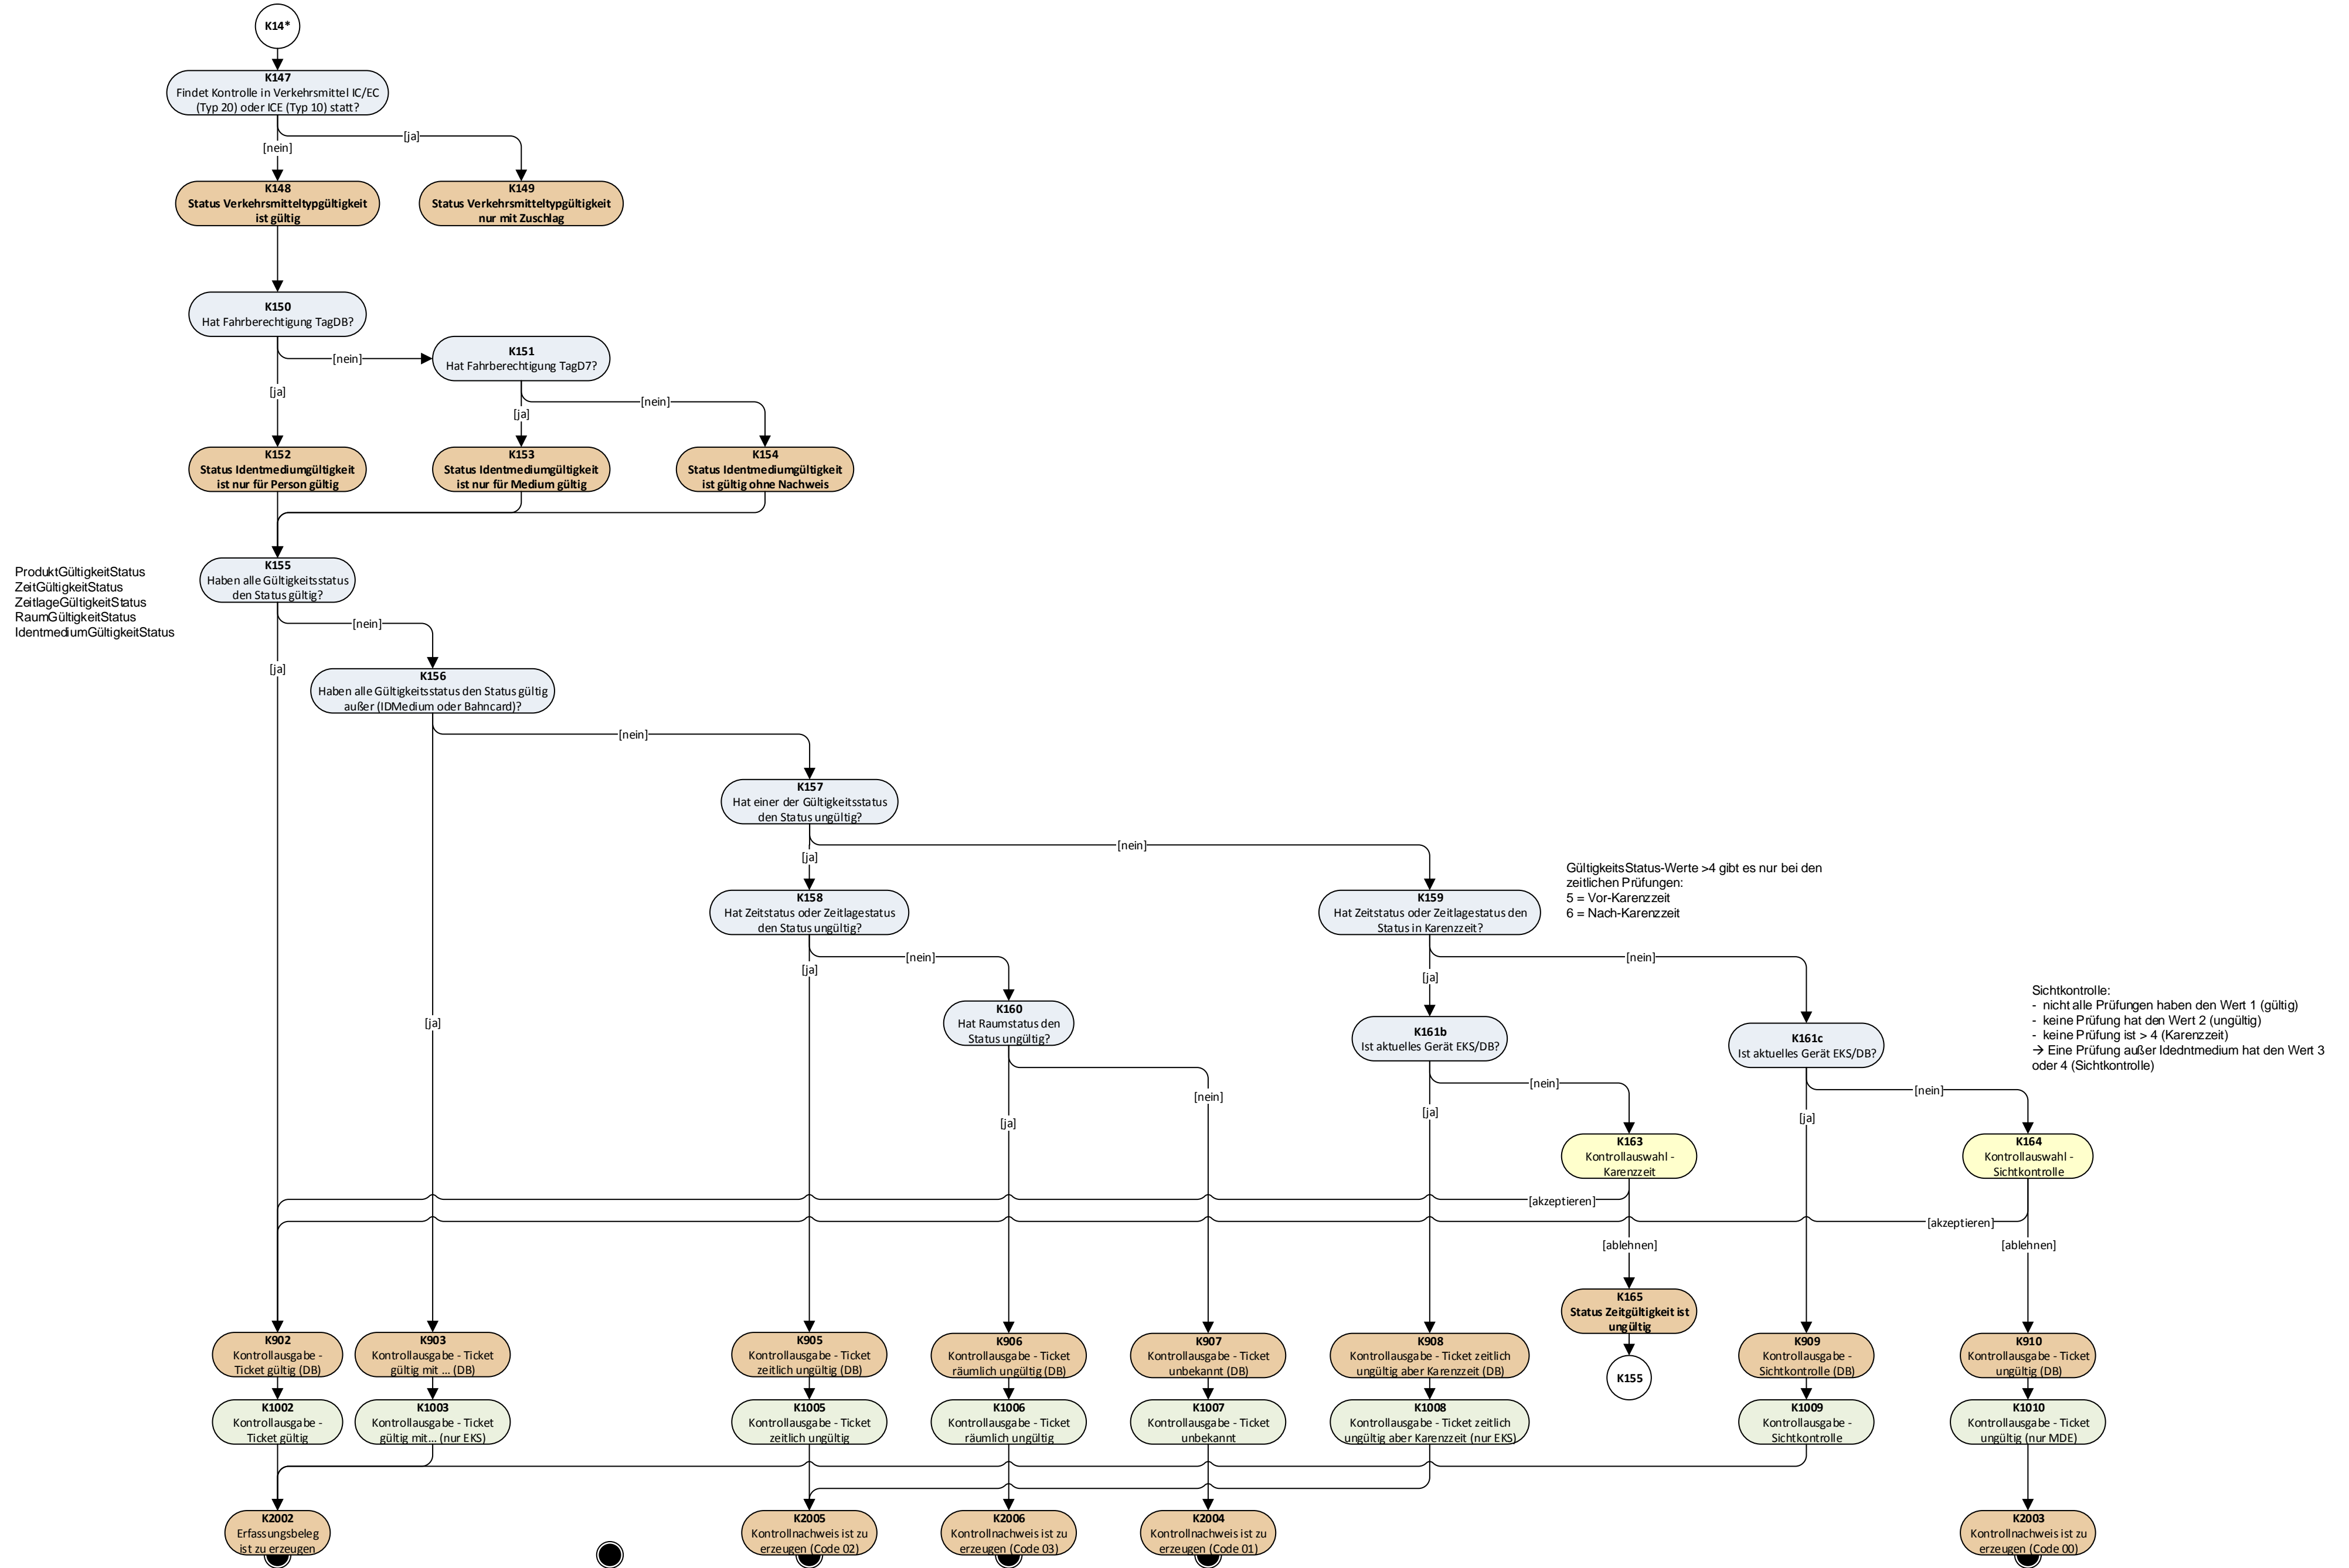 K14*
K147
Findet Kontrolle in Verkehrsmittel IC/EC
(Typ 20) oder ICE (Typ 10) statt?
[ja]
[nein]
K148
Status Verkehrsmitteltypgültigkeit
ist gültig
K149
Status Verkehrsmitteltypgültigkeit
nur mit Zuschlag
K150
Hat Fahrberechtigung TagDB?
[nein]
K151
Hat Fahrberechtigung TagD7?
[ja]
[ja]
[nein]
K152
Status Identmediumgültigkeit
ist nur für Person gültig
K153
Status Identmediumgültigkeit
ist nur für Medium gültig
K154
Status Identmediumgültigkeit
ist gültig ohne Nachweis
ProduktGültigkeitStatus
ZeitGültigkeitStatus
ZeitlageGültigkeitStatus
RaumGültigkeitStatus
IdentmediumGültigkeitStatus
K155
Haben alle Gültigkeitsstatus
den Status gültig?
[nein]
[ja]
K156
Haben alle Gültigkeitsstatus den Status gültig
außer (IDMedium oder Bahncard)?
[nein]
[ja]
K157
Hat einer der Gültigkeitsstatus
den Status ungültig?
[nein]
[ja]
K158
Hat Zeitstatus oder Zeitlagestatus
den Status ungültig?
[nein]
[ja]
K159
Hat Zeitstatus oder Zeitlagestatus den
Status in Karenzzeit?
[nein]
[ja]
GültigkeitsStatus-Werte >4 gibt es nur bei den
zeitlichen Prüfungen:
5 = Vor-Karenzzeit
6 = Nach-Karenzzeit
K160
Hat Raumstatus den
Status ungültig?
[nein]
[ja]
K161b
Ist aktuelles Gerät EKS/DB?
[nein]
[ja]
K161c
Ist aktuelles Gerät EKS/DB?
[nein]
[ja]
Sichtkontrolle:
- nicht alle Prüfungen haben den Wert 1 (gültig)
- keine Prüfung hat den Wert 2 (ungültig)
- keine Prüfung ist > 4 (Karenzzeit)
→ Eine Prüfung außer Idedntmedium hat den Wert 3
oder 4 (Sichtkontrolle)
K163
Kontrollauswahl -
Karenzzeit
K164
Kontrollauswahl -
Sichtkontrolle
[akzeptieren]
[akzeptieren]
[ablehnen]
[ablehnen]
K165
Status Zeitgültigkeit ist
ungültig
K155
K902
Kontrollausgabe -
Ticket gültig (DB)
K903
Kontrollausgabe - Ticket
gültig mit ... (DB)
K905
Kontrollausgabe - Ticket
zeitlich ungültig (DB)
K906
Kontrollausgabe - Ticket
räumlich ungültig (DB)
K907
Kontrollausgabe - Ticket
unbekannt (DB)
K908
Kontrollausgabe - Ticket zeitlich
ungültig aber Karenzzeit (DB)
K909
Kontrollausgabe -
Sichtkontrolle (DB)
K910
Kontrollausgabe - Ticket
ungültig (DB)
K1002
Kontrollausgabe -
Ticket gültig
K1003
Kontrollausgabe - Ticket
gültig mit... (nur EKS)
K1005
Kontrollausgabe - Ticket
zeitlich ungültig
K1006
Kontrollausgabe - Ticket
räumlich ungültig
K1007
Kontrollausgabe - Ticket
unbekannt
K1008
Kontrollausgabe - Ticket zeitlich
ungültig aber Karenzzeit (nur EKS)
K1009
Kontrollausgabe -
Sichtkontrolle
K1010
Kontrollausgabe - Ticket
ungültig (nur MDE)
K2002
Erfassungsbeleg
ist zu erzeugen
K2005
Kontrollnachweis ist zu
erzeugen (Code 02)
K2006
Kontrollnachweis ist zu
erzeugen (Code 03)
K2004
Kontrollnachweis ist zu
erzeugen (Code 01)
K2003
Kontrollnachweis ist zu
erzeugen (Code 00)